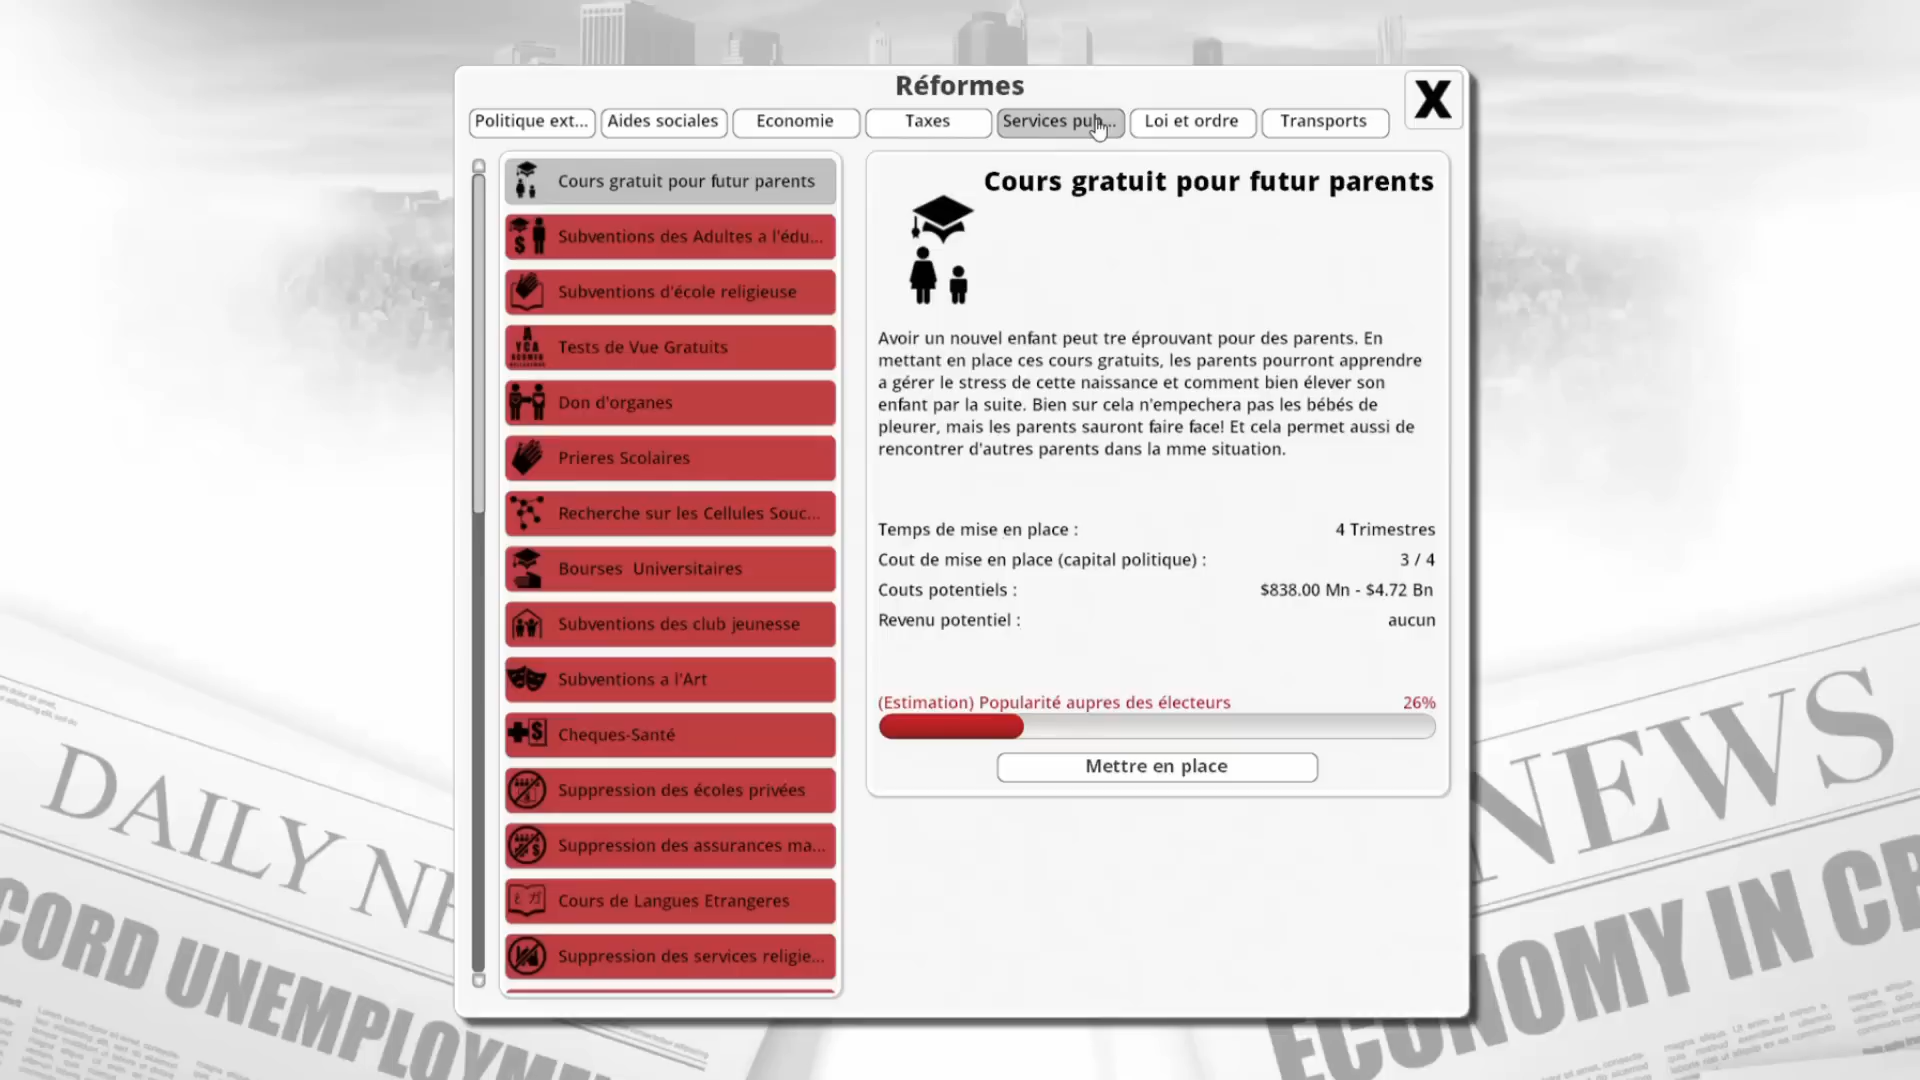 Réformes
X
Politique ext...
Aides sociales
Economie
Taxes
Services pub...
Loi et ordre
Transports
Cours gratuit pour futur parents
Subventions des Adultes a l'édu...
Subventions d'école religieuse
Tests de Vue Gratuits
Don d'organes
Prieres Scolaires
Recherche sur les Cellules Souc...
Bourses  Universitaires
Subventions des club jeunesse
Subventions a l'Art
Cheques-Santé
Suppression des écoles privées
Suppression des assurances ma...
Cours de Langues Etrangeres
Suppression des services religie...
Cours gratuit pour futur parents
Avoir un nouvel enfant peut tre éprouvant pour des parents. En
mettant en place ces cours gratuits, les parents pourront apprendre
a gérer le stress de cette naissance et comment bien élever son
enfant par la suite. Bien sur cela n'empechera pas les bébés de
pleurer, mais les parents sauront faire face! Et cela permet aussi de
rencontrer d'autres parents dans la mme situation.
Temps de mise en place : 4 Trimestres
Cout de mise en place (capital politique) : 3 / 4
Couts potentiels : $838.00 Mn - $4.72 Bn
Revenu potentiel : aucun
(Estimation) Popularité aupres des électeurs 26%
Mettre en place
DAILY NE
CORD UNEMPLOYME
NEWS
ECONOMY IN CR